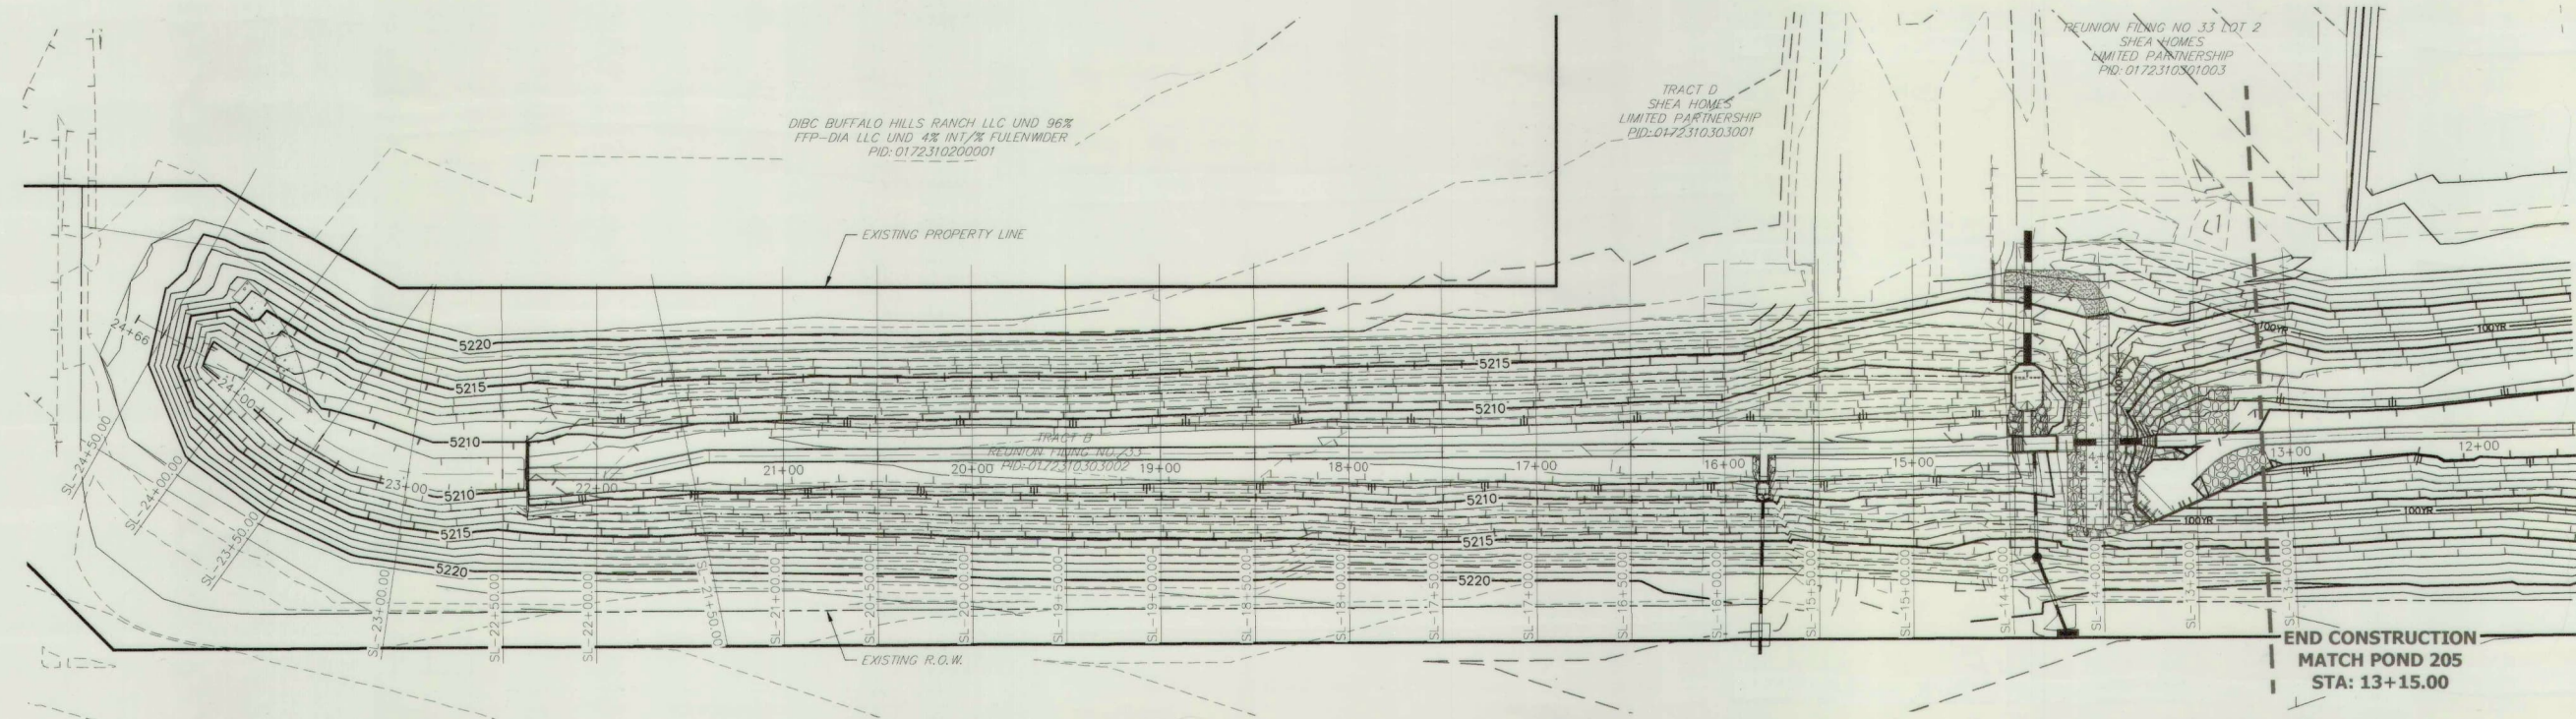 REUNION FILING NO 33 LOT 2
SHEA HOMES
LIMITED PARTNERSHIP
PID: 0172310301003
TRACT D
SHEA HOMES
LIMITED PARTNERSHIP
PID: 0172310303001
DIBC BUFFALO HILLS RANCH LLC UND 96%
FFP-DIA LLC UND 4% INT/% FULENWIDER
PID: 0172310200001
EXISTING PROPERTY LINE
24+66
24+00
5220
5215
5210
5215
5210
100YR
100YR
100YR
TRACT B
REUNION FILING NO. 33
PID: 0172310303002
23+00
22+00
21+00
20+00
19+00
18+00
17+00
16+00
15+00
14+00
13+00
12+00
5210
5215
5220
5210
5215
5220
100YR
100YR
SL-24+50.00
SL-24+00.00
SL-23+50.00
SL-23+00.00
SL-22+50.00
SL-22+00.00
SL-21+50.00
SL-21+00.00
SL-20+50.00
SL-20+00.00
SL-19+50.00
SL-19+00.00
SL-18+50.00
SL-18+00.00
SL-17+50.00
SL-17+00.00
SL-16+50.00
SL-16+00.00
SL-15+50.00
SL-15+00.00
SL-14+50.00
SL-14+00.00
SL-13+50.00
SL-13+00.00
EXISTING R.O.W.
END CONSTRUCTION
MATCH POND 205
STA: 13+15.00